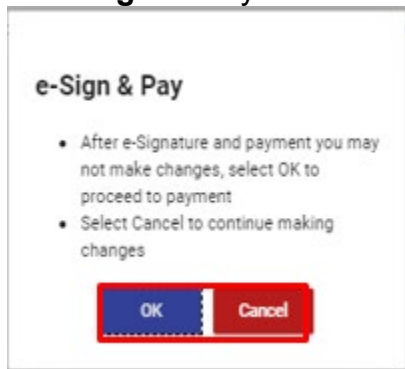 e-Sign & Pay
• After e-Signature and payment you may
not make changes, select OK to
proceed to payment
• Select Cancel to continue making
changes
OK Cancel